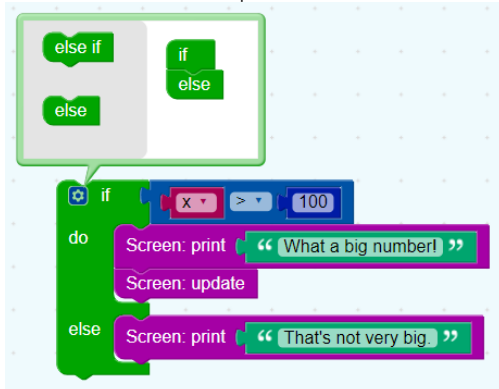 else if
if
else
else
if x > 100
do Screen: print “ What a big number! ”
Screen: update
else Screen: print “ That's not very big. ”